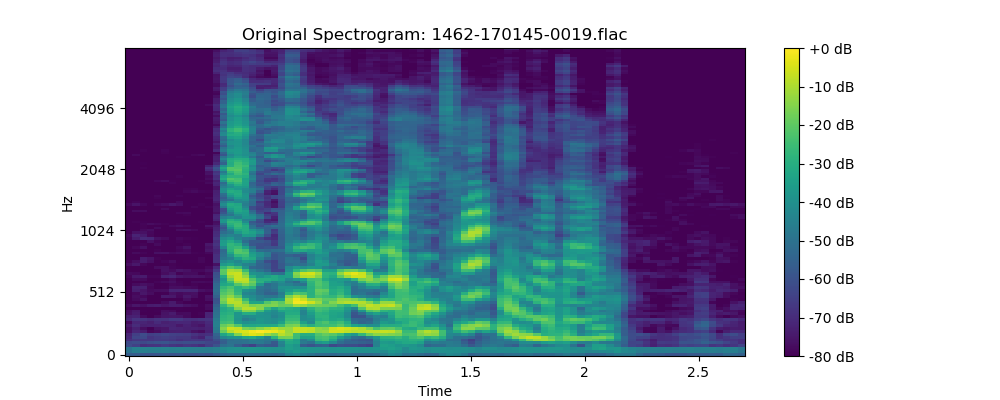 Original Spectrogram: 1462-170145-0019.flac
Hz
4096
2048
1024
512
0
0 0.5 1 1.5 2 2.5
Time
+0 dB
-10 dB
-20 dB
-30 dB
-40 dB
-50 dB
-60 dB
-70 dB
-80 dB